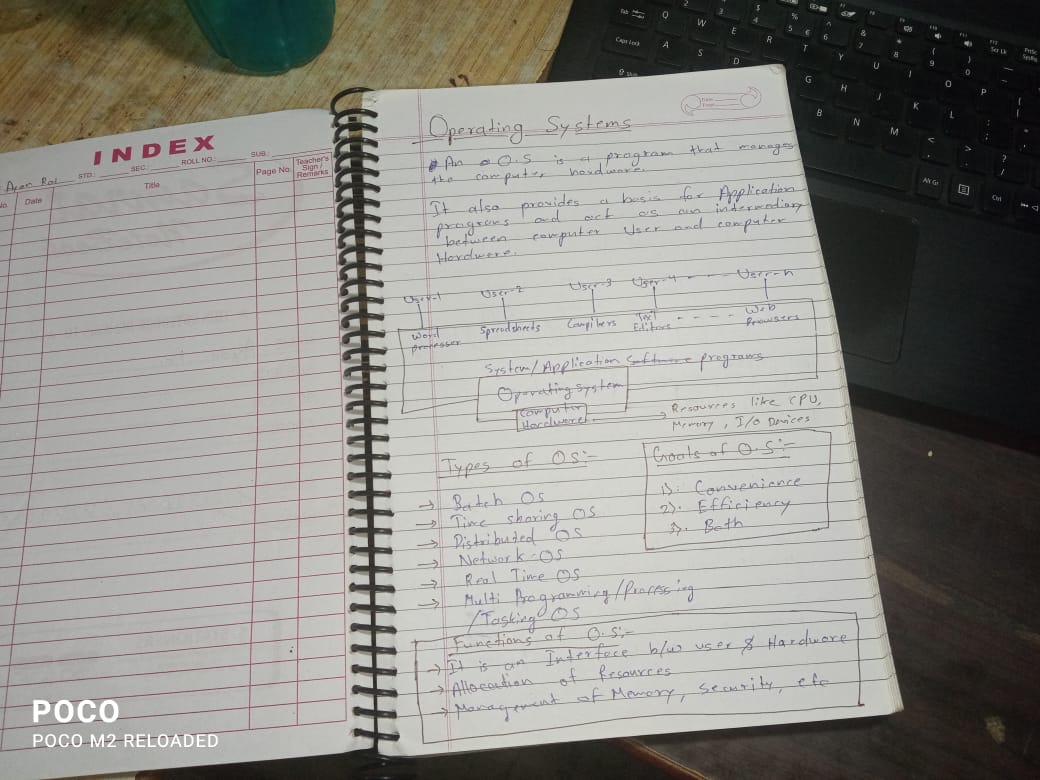 INDEX
STD.: SEC.: ROLL NO.: SUB.:
No. Date Title Page No. Teacher's Sign / Remarks
Operating Systems
An O.S is a program that manages
the computer hardware.
It also provides a basis for Application
programs and act as an intermediary
between computer User and computer
Hardware.
User-1 User-2 User-3 User-4 - - - - User-n
Word processer Spreadsheets Compilers Text Editors - - - - Web Browsers
System/Application Software programs
Operating System
Computer
Hardware
→ Resources like CPU,
Memory, I/O Devices
Types of OS:-
→ Batch OS
→ Time sharing OS
→ Distributed OS
→ Network-OS
→ Real Time OS
→ Multi Programming/Processing
/Tasking OS
Goals of O.S:-
1). Convenience
2). Efficiency
3). Both
Functions of O.S:-
→ It is an Interface b/w user & Hardware
→ Allocation of Resources
→ Management of Memory, Security, etc
POCO
POCO M2 RELOADED